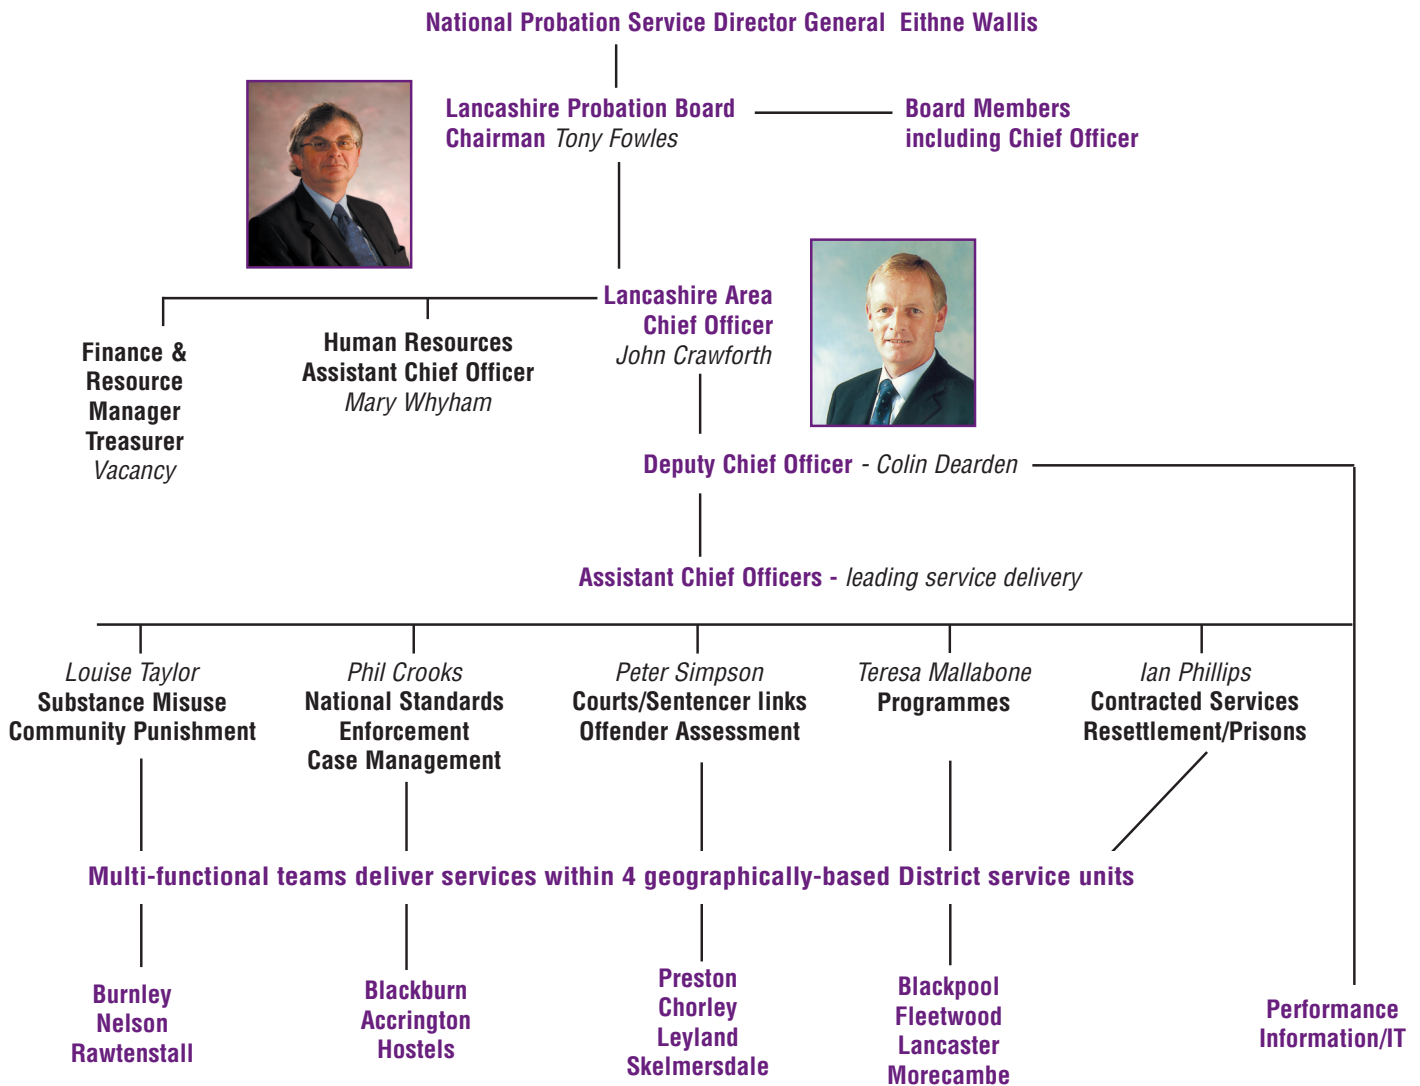 National Probation Service Director General  Eithne Wallis
Lancashire Probation Board
Chairman Tony Fowles
Board Members
including Chief Officer
Lancashire Area
Chief Officer
John Crawforth
Finance &
Resource
Manager
Treasurer
Vacancy
Human Resources
Assistant Chief Officer
Mary Whyham
Deputy Chief Officer - Colin Dearden
Assistant Chief Officers - leading service delivery
Louise Taylor
Substance Misuse
Community Punishment
Phil Crooks
National Standards
Enforcement
Case Management
Peter Simpson
Courts/Sentencer links
Offender Assessment
Teresa Mallabone
Programmes
Ian Phillips
Contracted Services
Resettlement/Prisons
Multi-functional teams deliver services within 4 geographically-based District service units
Burnley
Nelson
Rawtenstall
Blackburn
Accrington
Hostels
Preston
Chorley
Leyland
Skelmersdale
Blackpool
Fleetwood
Lancaster
Morecambe
Performance
Information/IT